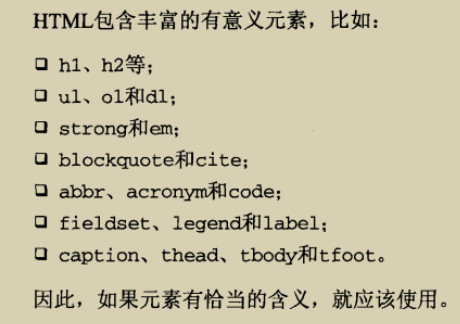 HTML包含丰富的有意义元素，比如：
❑ h1、h2等；
❑ ul、ol和dl；
❑ strong和em；
❑ blockquote和cite；
❑ abbr、acronym和code；
❑ fieldset、legend和label；
❑ caption、thead、tbody和tfoot。
因此，如果元素有恰当的含义，就应该使用。